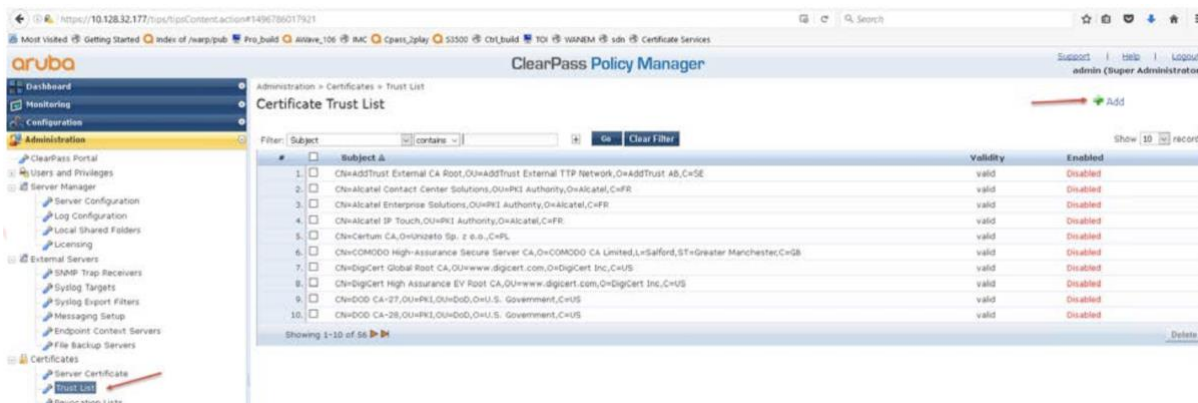 https://10.128.32.177/tips/tipsContent.action#1496786017921
Search
Most Visited Getting Started Index of /warp/pub Pro_build AWave_106 IMC Cpass_2play S3500 Ctrl_build TOI WANEM sdn Certificate Services
aruba
ClearPass Policy Manager
Support | Help | Logout
admin (Super Administrator
Dashboard
Monitoring
Configuration
Administration
ClearPass Portal
Users and Privileges
Server Manager
Server Configuration
Log Configuration
Local Shared Folders
Licensing
External Servers
SNMP Trap Receivers
Syslog Targets
Syslog Export Filters
Messaging Setup
Endpoint Context Servers
File Backup Servers
Certificates
Server Certificate
Trust List
Revocation Lists
Administration » Certificates » Trust List
Certificate Trust List
Add
Filter: Subject contains + Go Clear Filter Show 10 record
# Subject Validity Enabled
1. CN=AddTrust External CA Root,OU=AddTrust External TTP Network,O=AddTrust AB,C=SE valid Disabled
2. CN=Alcatel Contact Center Solutions,OU=PKI Authority,O=Alcatel,C=FR valid Disabled
3. CN=Alcatel Enterprise Solutions,OU=PKI Authority,O=Alcatel,C=FR valid Disabled
4. CN=Alcatel IP Touch,OU=PKI Authority,O=Alcatel,C=FR valid Disabled
5. CN=Certum CA,O=Unizeto Sp. z o.o.,C=PL valid Disabled
6. CN=COMODO High-Assurance Secure Server CA,O=COMODO CA Limited,L=Salford,ST=Greater Manchester,C=GB valid Disabled
7. CN=DigiCert Global Root CA,OU=www.digicert.com,O=DigiCert Inc,C=US valid Disabled
8. CN=DigiCert High Assurance EV Root CA,OU=www.digicert.com,O=DigiCert Inc,C=US valid Disabled
9. CN=DOD CA-27,OU=PKI,OU=DoD,O=U.S. Government,C=US valid Disabled
10. CN=DOD CA-28,OU=PKI,OU=DoD,O=U.S. Government,C=US valid Disabled
Showing 1-10 of 56
Delete